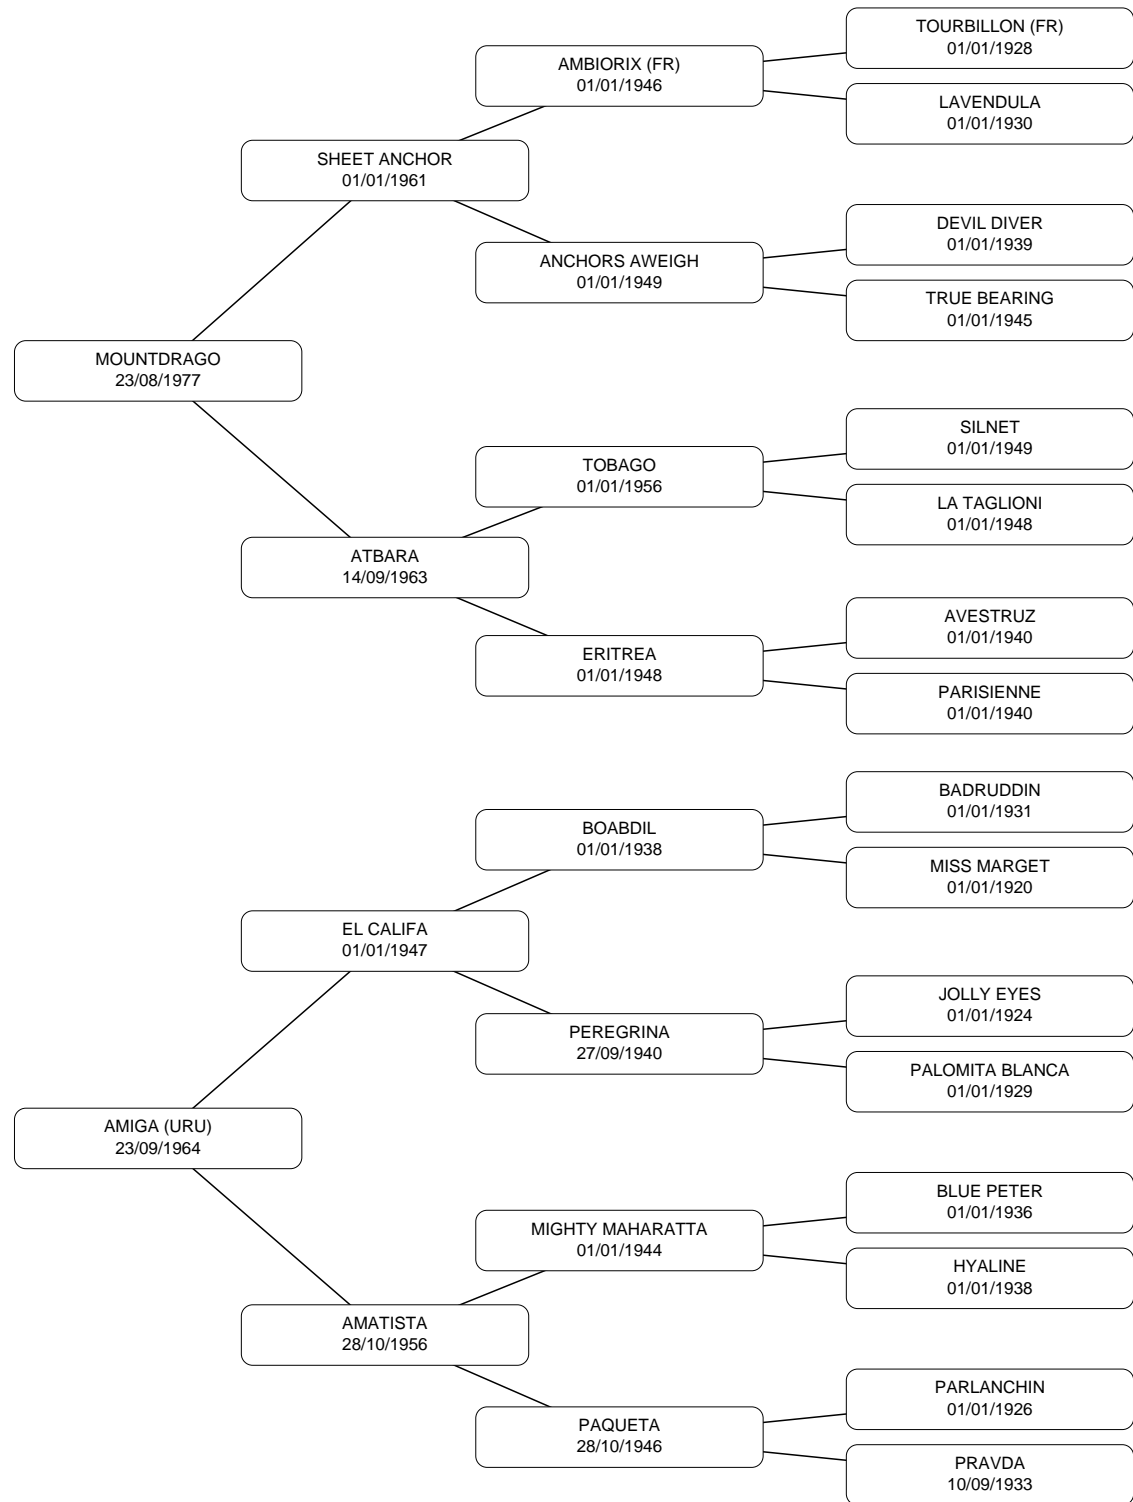 TOURBILLON (FR)
01/01/1928
AMBIORIX (FR)
01/01/1946
LAVENDULA
01/01/1930
SHEET ANCHOR
01/01/1961
DEVIL DIVER
01/01/1939
ANCHORS AWEIGH
01/01/1949
TRUE BEARING
01/01/1945
MOUNTDRAGO
23/08/1977
SILNET
01/01/1949
TOBAGO
01/01/1956
LA TAGLIONI
01/01/1948
ATBARA
14/09/1963
AVESTRUZ
01/01/1940
ERITREA
01/01/1948
PARISIENNE
01/01/1940
BADRUDDIN
01/01/1931
BOABDIL
01/01/1938
MISS MARGET
01/01/1920
EL CALIFA
01/01/1947
JOLLY EYES
01/01/1924
PEREGRINA
27/09/1940
PALOMITA BLANCA
01/01/1929
AMIGA (URU)
23/09/1964
BLUE PETER
01/01/1936
MIGHTY MAHARATTA
01/01/1944
HYALINE
01/01/1938
AMATISTA
28/10/1956
PARLANCHIN
01/01/1926
PAQUETA
28/10/1946
PRAVDA
10/09/1933